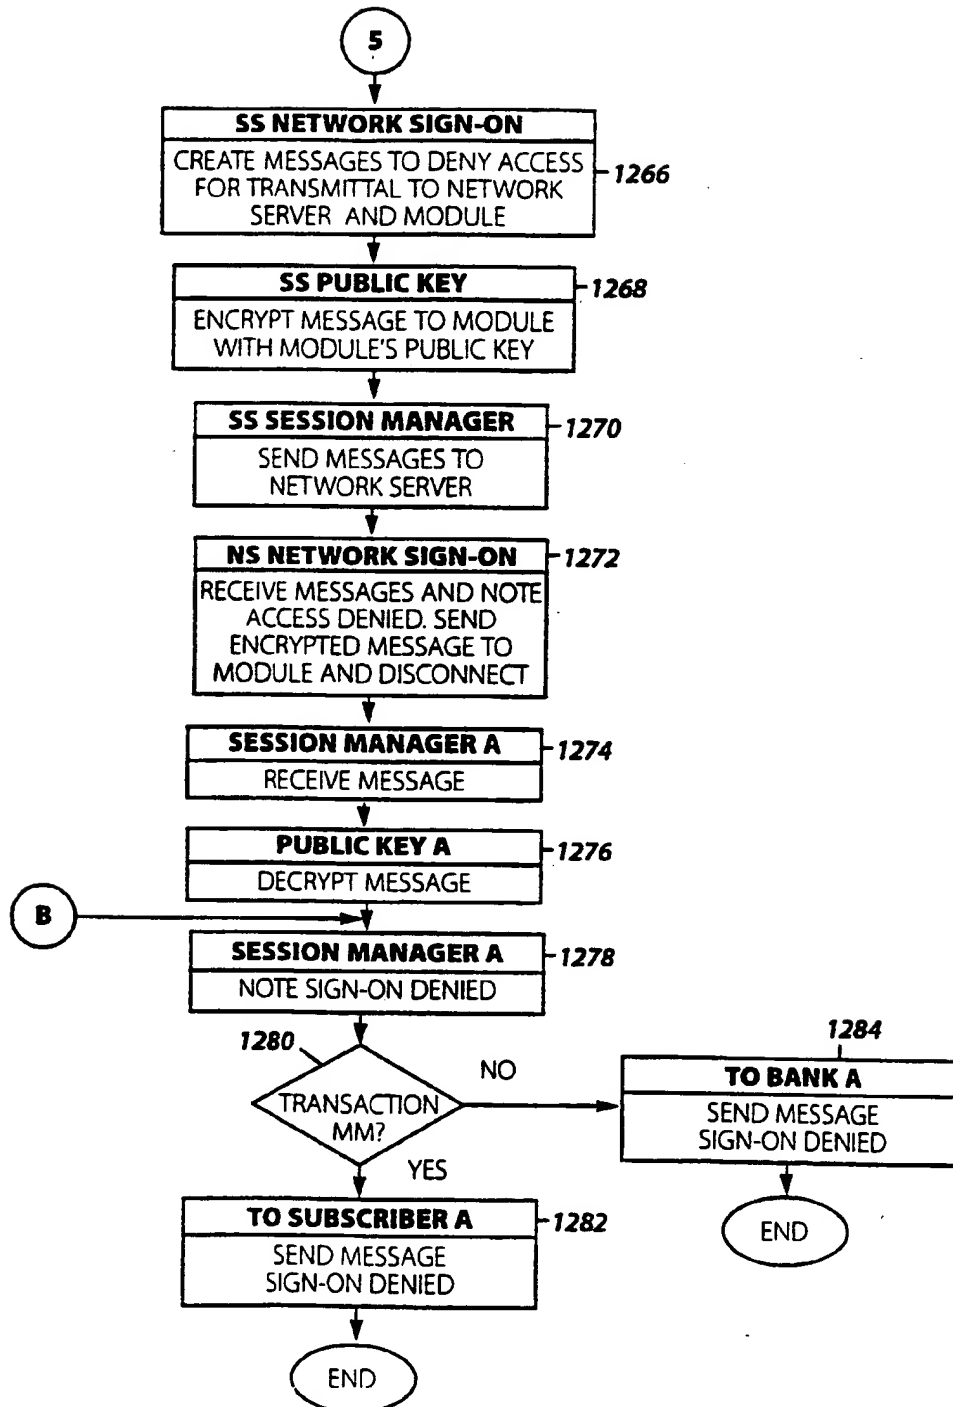 5
SS NETWORK SIGN-ON
CREATE MESSAGES TO DENY ACCESS
FOR TRANSMITTAL TO NETWORK
SERVER AND MODULE
1266
SS PUBLIC KEY
1268
ENCRYPT MESSAGE TO MODULE
WITH MODULE'S PUBLIC KEY
SS SESSION MANAGER
1270
SEND MESSAGES TO
NETWORK SERVER
NS NETWORK SIGN-ON
1272
RECEIVE MESSAGES AND NOTE
ACCESS DENIED. SEND
ENCRYPTED MESSAGE TO
MODULE AND DISCONNECT
SESSION MANAGER A
1274
RECEIVE MESSAGE
PUBLIC KEY A
1276
DECRYPT MESSAGE
B
SESSION MANAGER A
1278
NOTE SIGN-ON DENIED
1280
TRANSACTION
MM?
NO
YES
1284
TO BANK A
SEND MESSAGE
SIGN-ON DENIED
END
TO SUBSCRIBER A
1282
SEND MESSAGE
SIGN-ON DENIED
END